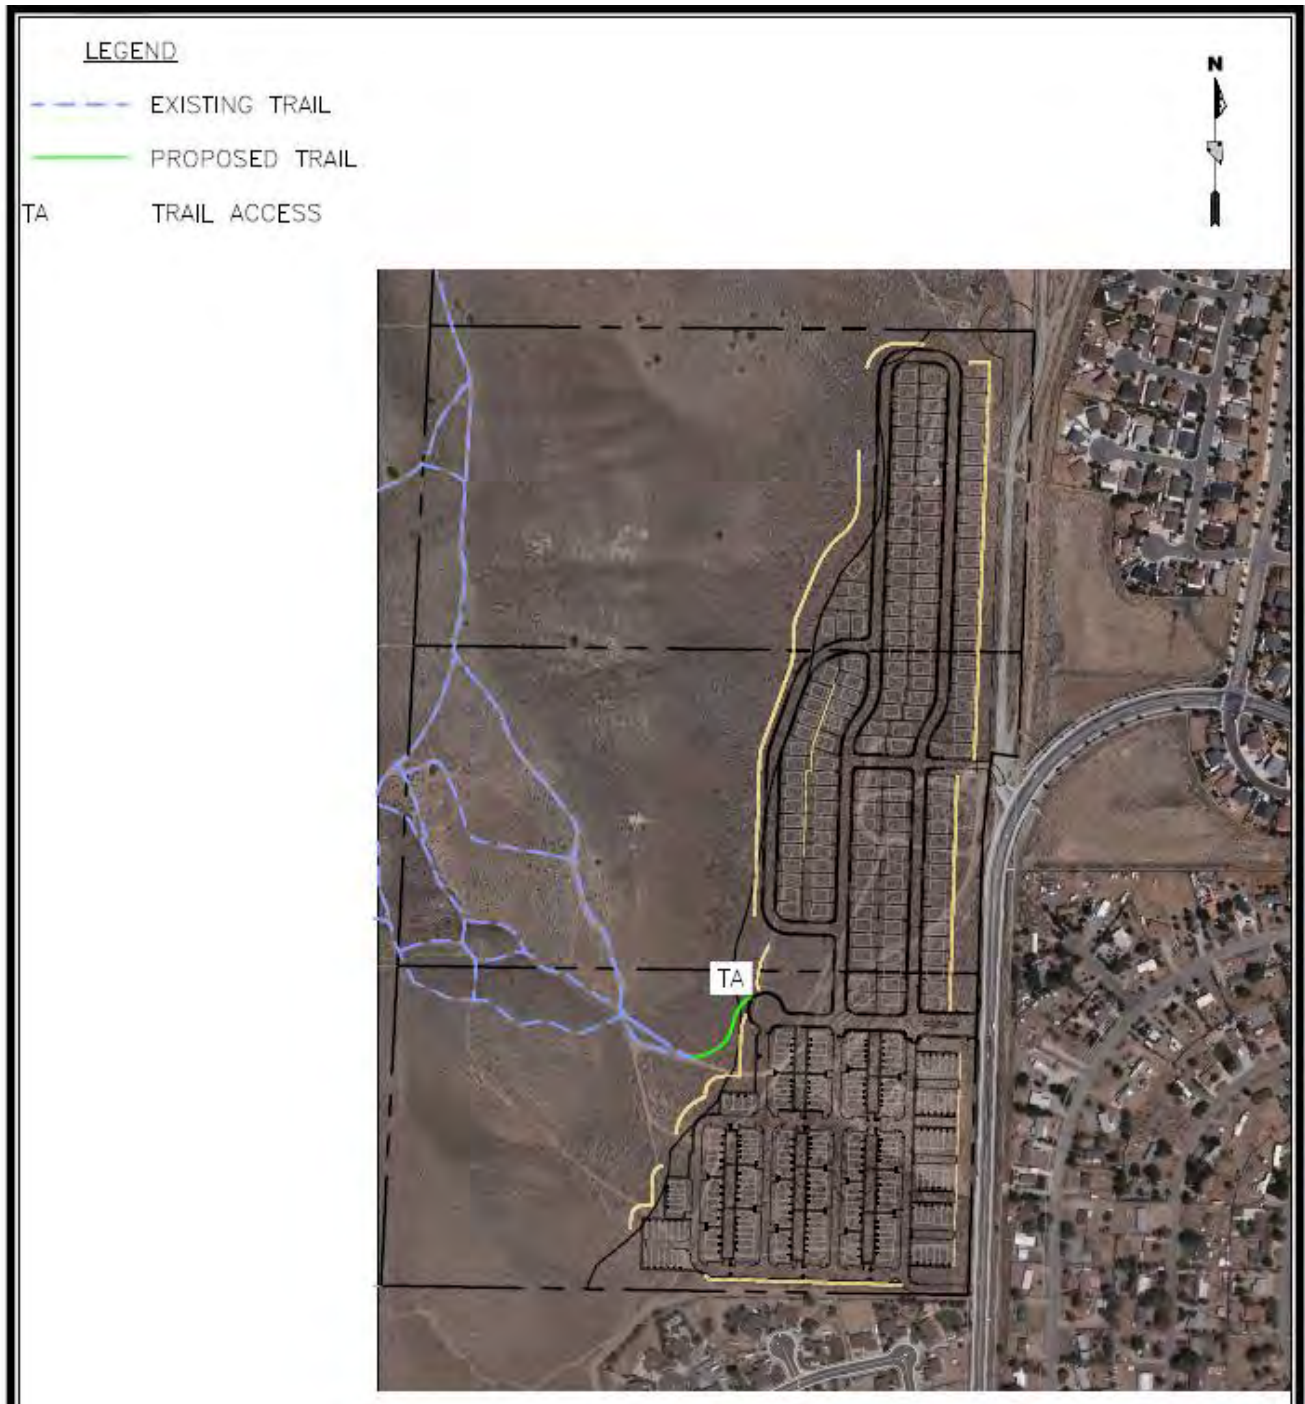 LEGEND
EXISTING TRAIL
PROPOSED TRAIL
TA TRAIL ACCESS
N
TA